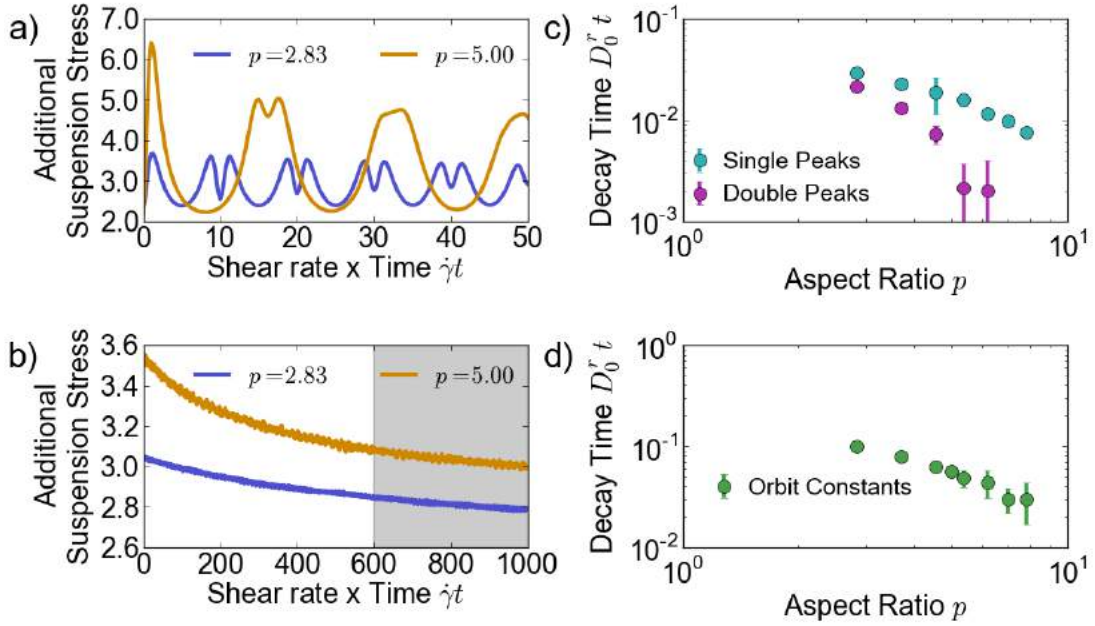 a)
Additional
Suspension Stress
7.0
6.0
5.0
4.0
3.0
2.0
p = 2.83
p = 5.00
0 10 20 30 40 50
Shear rate x Time γ̇t
b)
Additional
Suspension Stress
3.6
3.4
3.2
3.0
2.8
2.6
p = 2.83
p = 5.00
0 200 400 600 800 1000
Shear rate x Time γ̇t
c)
Decay Time D₀ʳ t
10⁻¹
10⁻²
10⁻³
Single Peaks
Double Peaks
10⁰ 10¹
Aspect Ratio p
d)
Decay Time D₀ʳ t
10⁰
10⁻¹
10⁻²
Orbit Constants
10⁰ 10¹
Aspect Ratio p